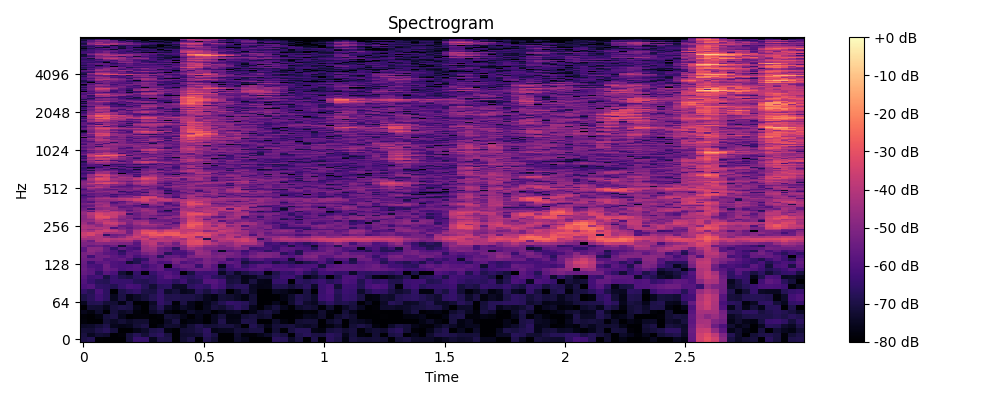 Spectrogram
Hz
4096
2048
1024
512
256
128
64
0
0
0.5
1
1.5
2
2.5
Time
+0 dB
-10 dB
-20 dB
-30 dB
-40 dB
-50 dB
-60 dB
-70 dB
-80 dB